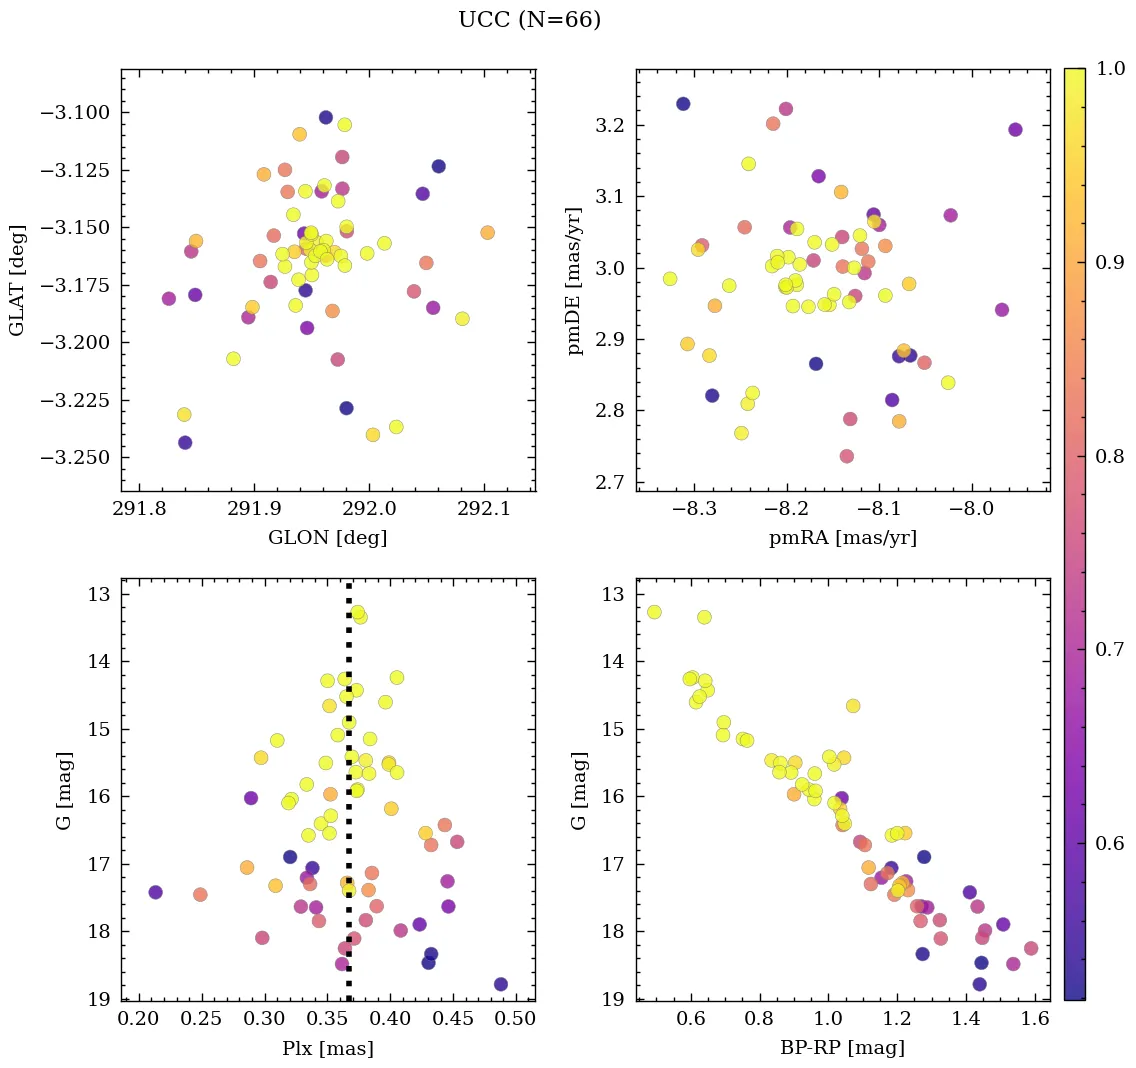 UCC (N=66)
−3.100
−3.125
−3.150
−3.175
−3.200
−3.225
−3.250
GLAT [deg]
291.8 291.9 292.0 292.1
GLON [deg]
3.2
3.1
3.0
2.9
2.8
2.7
pmDE [mas/yr]
−8.3 −8.2 −8.1 −8.0
pmRA [mas/yr]
1.0
0.9
0.8
0.7
0.6
13
14
15
16
17
18
19
G [mag]
0.20 0.25 0.30 0.35 0.40 0.45 0.50
Plx [mas]
13
14
15
16
17
18
19
G [mag]
0.6 0.8 1.0 1.2 1.4 1.6
BP-RP [mag]